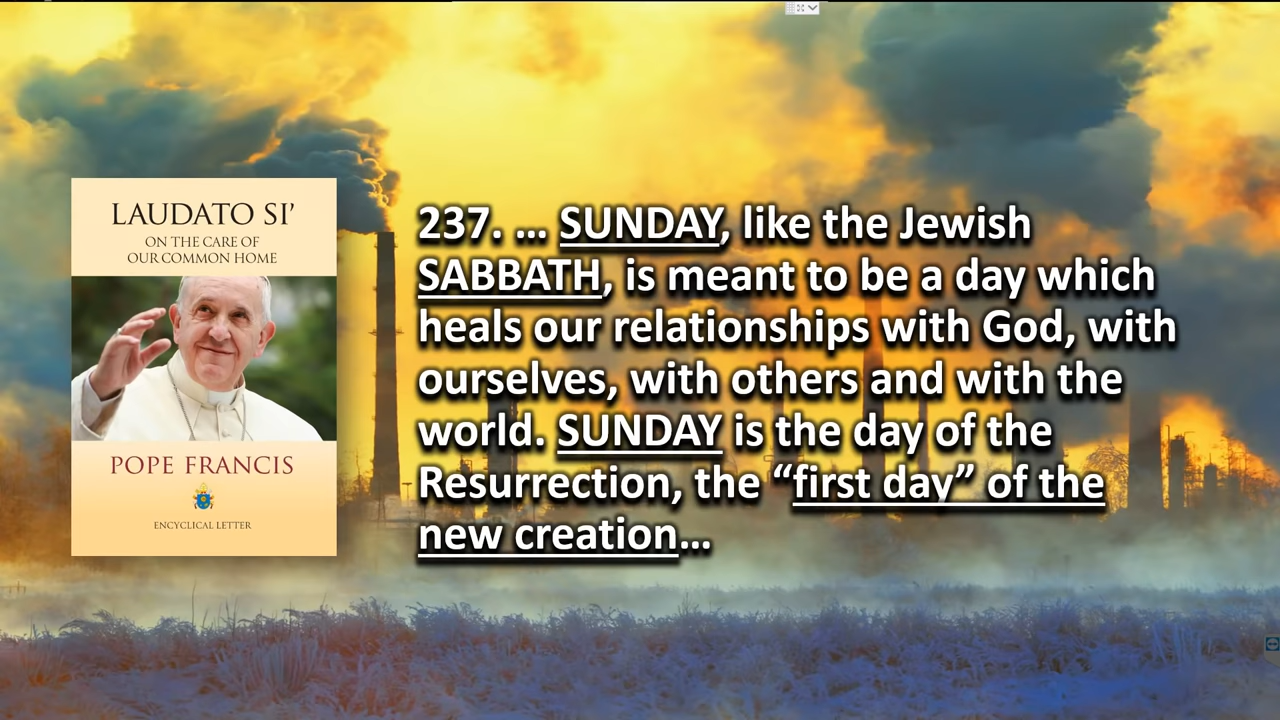 LAUDATO SI’
ON THE CARE OF
OUR COMMON HOME
POPE FRANCIS
ENCYCLICAL LETTER
237. ... SUNDAY, like the Jewish
SABBATH, is meant to be a day which
heals our relationships with God, with
ourselves, with others and with the
world. SUNDAY is the day of the
Resurrection, the “first day” of the
new creation...